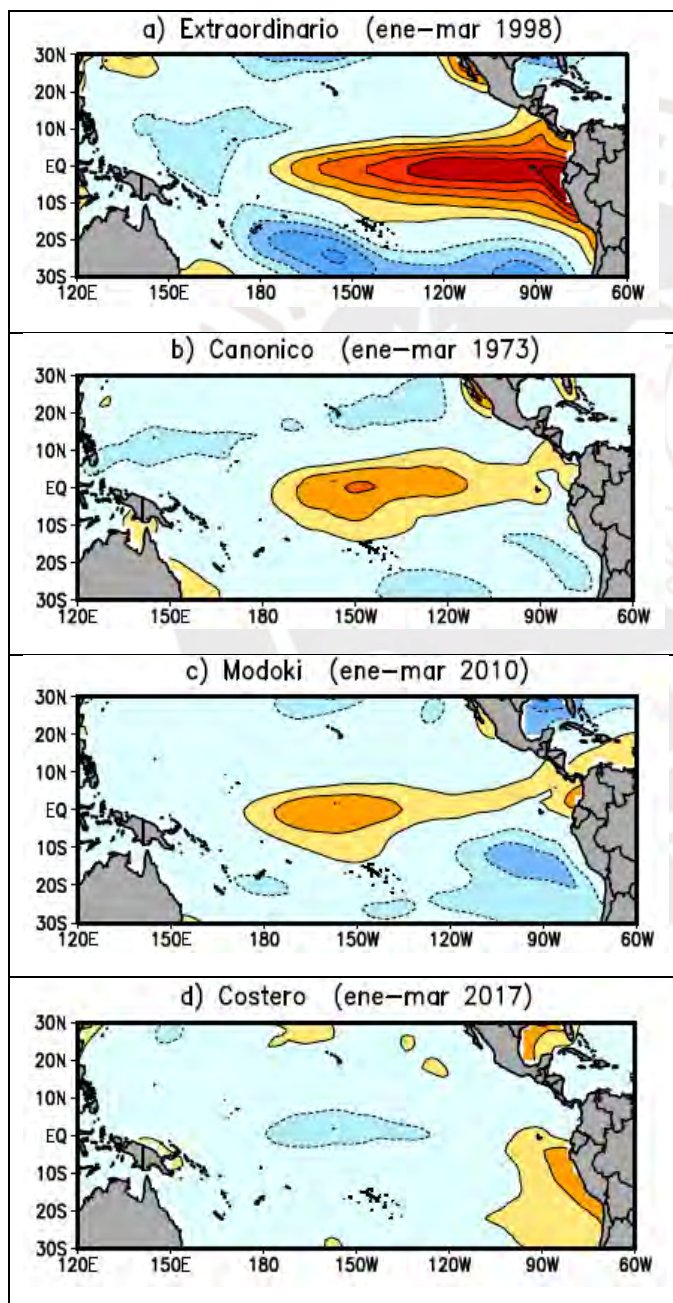 a) Extraordinario (ene-mar 1998)
30N
20N
10N
EQ
10S
20S
30S
120E 150E 180 150W 120W 90W 60W
b) Canonico (ene-mar 1973)
30N
20N
10N
EQ
10S
20S
30S
120E 150E 180 150W 120W 90W 60W
c) Modoki (ene-mar 2010)
30N
20N
10N
EQ
10S
20S
30S
120E 150E 180 150W 120W 90W 60W
d) Costero (ene-mar 2017)
30N
20N
10N
EQ
10S
20S
30S
120E 150E 180 150W 120W 90W 60W